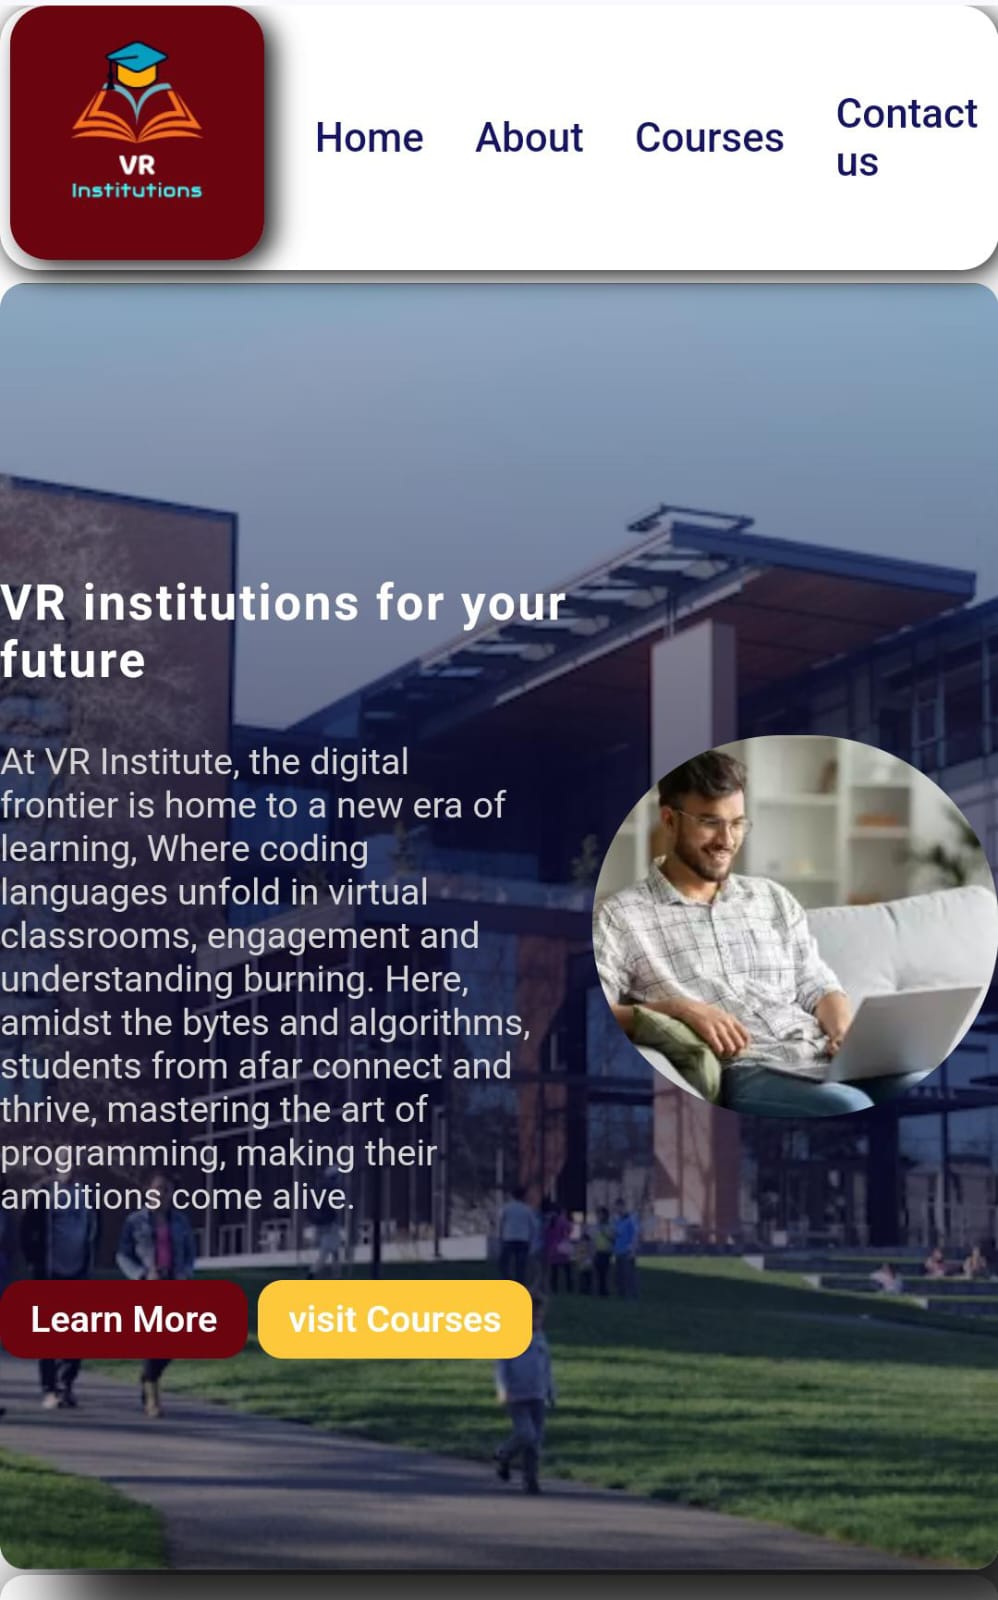 VR
Institutions
Home
About
Courses
Contact
us
VR institutions for your
future
At VR Institute, the digital
frontier is home to a new era of
learning, Where coding
languages unfold in virtual
classrooms, engagement and
understanding burning. Here,
amidst the bytes and algorithms,
students from afar connect and
thrive, mastering the art of
programming, making their
ambitions come alive.
Learn More
visit Courses